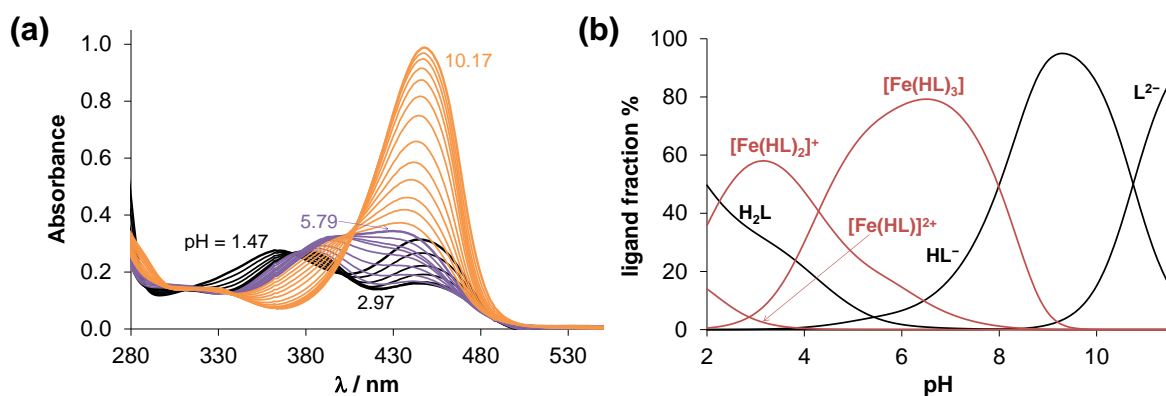 (a)
Absorbance
1.0
0.8
0.6
0.4
0.2
0.0
10.17
5.79
pH = 1.47
2.97
280 330 380 430 480 530
λ / nm
(b)
ligand fraction %
100
80
60
40
20
0
[Fe(HL)₃]
L²⁻
[Fe(HL)₂]⁺
H₂L
[Fe(HL)]²⁺
HL⁻
2 4 6 8 10
pH